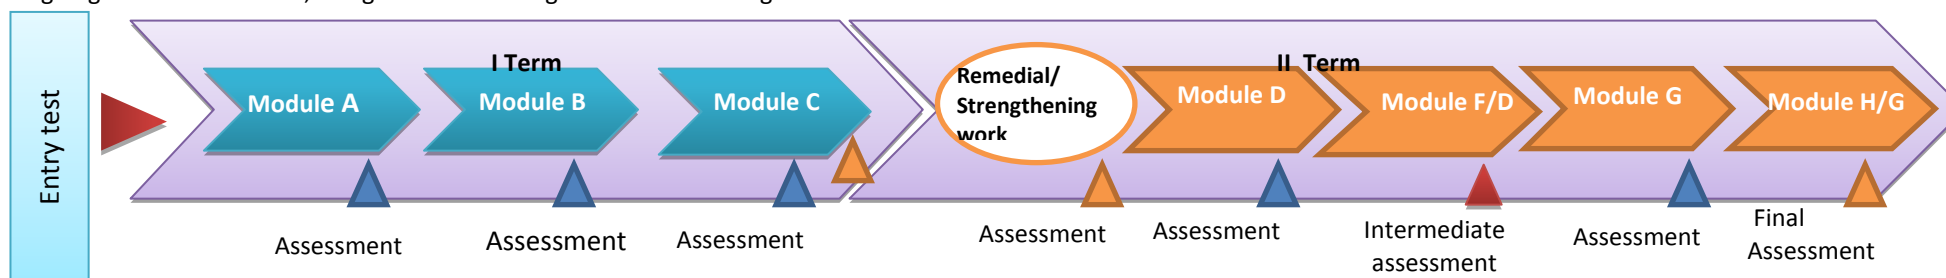 Entry test
I Term
Module A
Module B
Module C
Assessment
Assessment
Assessment
II Term
Remedial/
Strengthening
work
Module D
Module F/D
Module G
Module H/G
Assessment
Assessment
Intermediate
assessment
Assessment
Final
Assessment